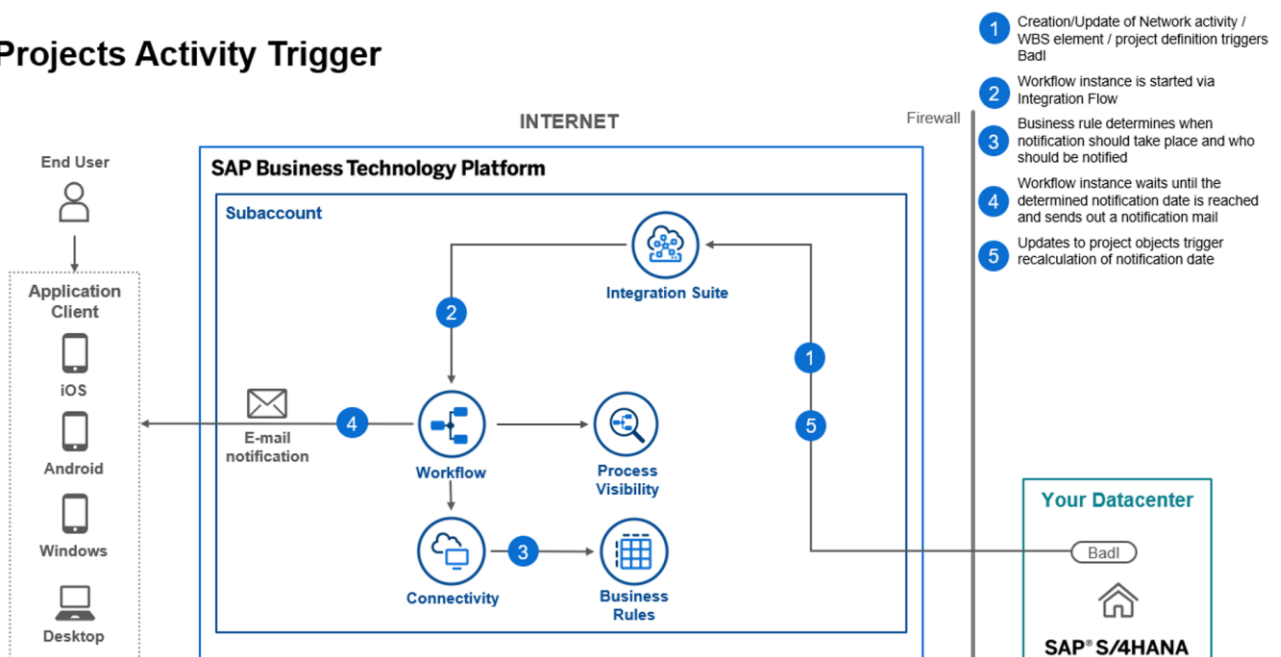 Projects Activity Trigger
1
Creation/Update of Network activity /
WBS element / project definition triggers
BadI
2
Workflow instance is started via
Integration Flow
3
Business rule determines when
notification should take place and who
should be notified
4
Workflow instance waits until the
determined notification date is reached
and sends out a notification mail
5
Updates to project objects trigger
recalculation of notification date
INTERNET
Firewall
End User
SAP Business Technology Platform
Subaccount
Application
Client
iOS
Android
Windows
Desktop
Integration Suite
2
1
4
5
E-mail
notification
Workflow
Process
Visibility
3
Connectivity
Business
Rules
Your Datacenter
BadI
SAP® S/4HANA